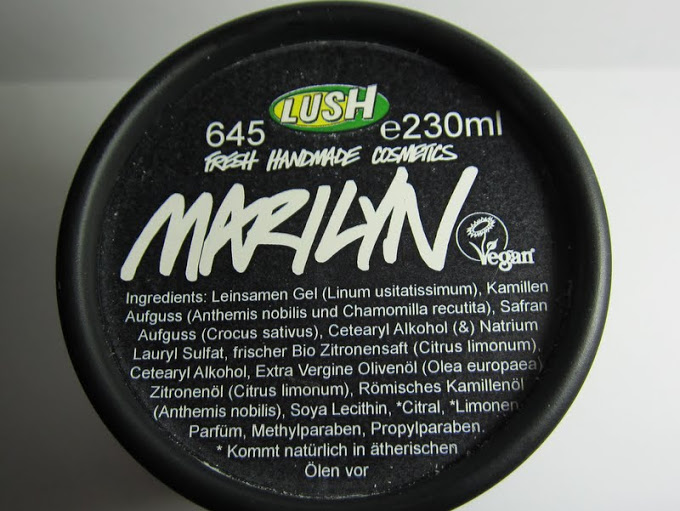 LUSH
645 e230ml
FRESH HANDMADE COSMETICS
MARILYN
Vegan
Ingredients: Leinsamen Gel (Linum usitatissimum), Kamillen
Aufguss (Anthemis nobilis und Chamomilla recutita), Safran
Aufguss (Crocus sativus), Cetearyl Alkohol (&) Natrium
Lauryl Sulfat, frischer Bio Zitronensaft (Citrus limonum),
Cetearyl Alkohol, Extra Vergine Olivenöl (Olea europaea)
Zitronenöl (Citrus limonum), Römisches Kamillenöl
(Anthemis nobilis), Soya Lecithin, *Citral, *Limonen,
Parfüm, Methylparaben, Propylparaben.
* Kommt natürlich in ätherischen
Ölen vor